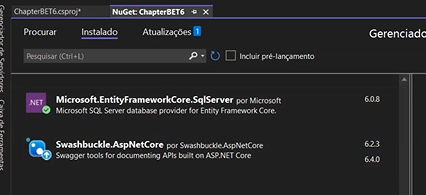 ChapterBET6.csproj*
NuGet: ChapterBET6
Gerenciador de Servidores
Caixa de Ferramentas
Procurar Instalado Atualizações 1
Gerenciado
Pesquisar (Ctrl+L)
Incluir pré-lançamento
.NET
Microsoft.EntityFrameworkCore.SqlServer por Microsoft 6.0.8
Microsoft SQL Server database provider for Entity Framework Core.
Swashbuckle.AspNetCore por Swashbuckle.AspNetCore 6.2.3
Swagger tools for documenting APIs built on ASP.NET Core 6.4.0